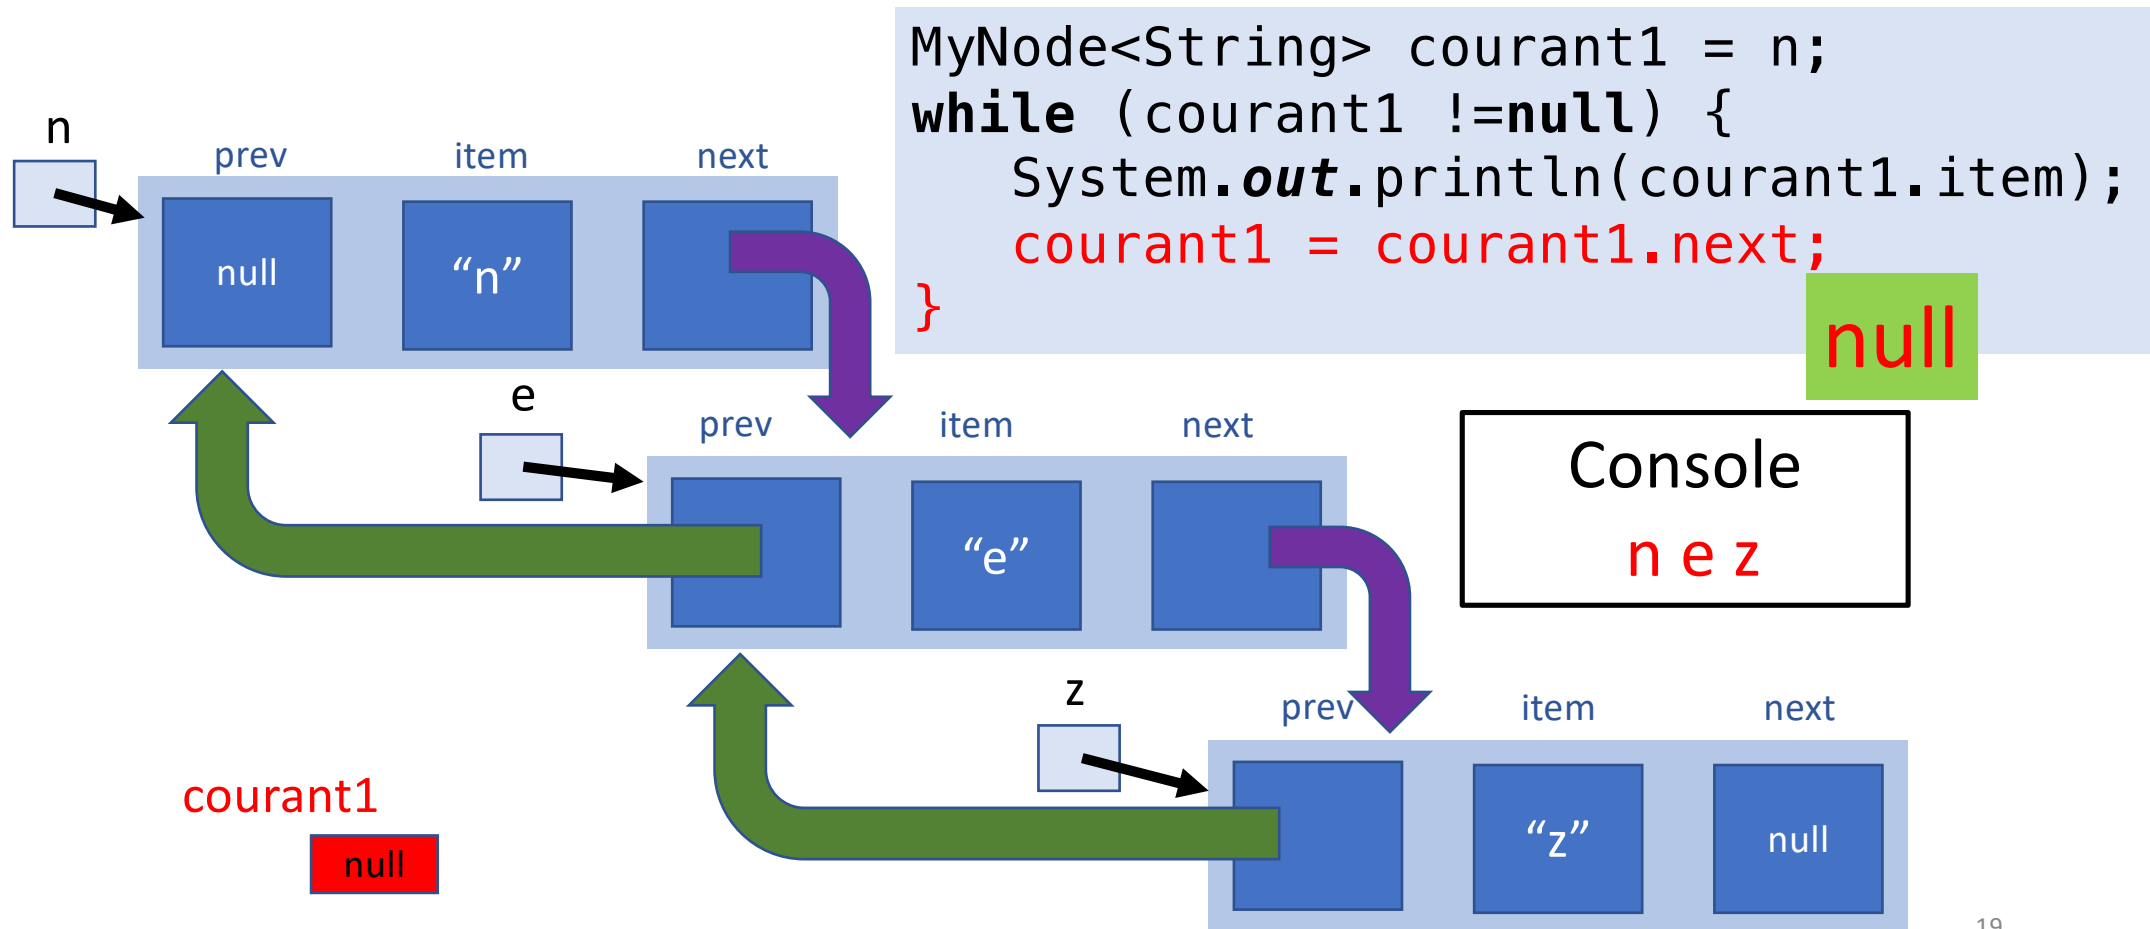 MyNode<String> courant1 = n;
while (courant1 !=null) {
System.out.println(courant1.item);
courant1 = courant1.next;
}
null
n
prev item next
null “n”
e
prev item next
“e”
Console
n e z
z
prev item next
“z” null
courant1
null
19